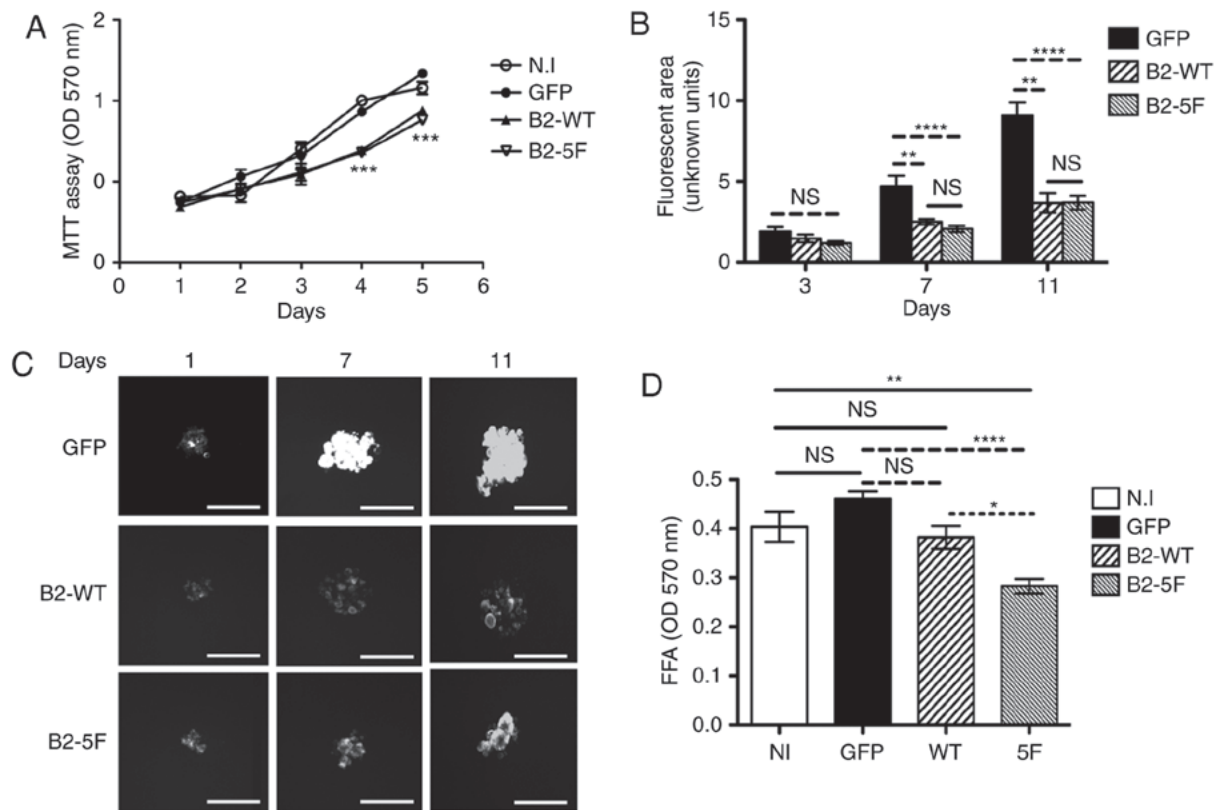 A
MTT assay (OD 570 nm)
2
1
0
0
0 1 2 3 4 5 6
Days
***
***
N.I
GFP
B2-WT
B2-5F
B
Fluorescent area
(unknown units)
15
10
5
0
NS
****
**
NS
****
**
NS
3 7 11
Days
GFP
B2-WT
B2-5F
C
Days 1 7 11
GFP
B2-WT
B2-5F
D
FFA (OD 570 nm)
**
NS
****
NS NS
*
0.5
0.4
0.3
0.2
0.1
0.0
NI GFP WT 5F
N.I
GFP
B2-WT
B2-5F